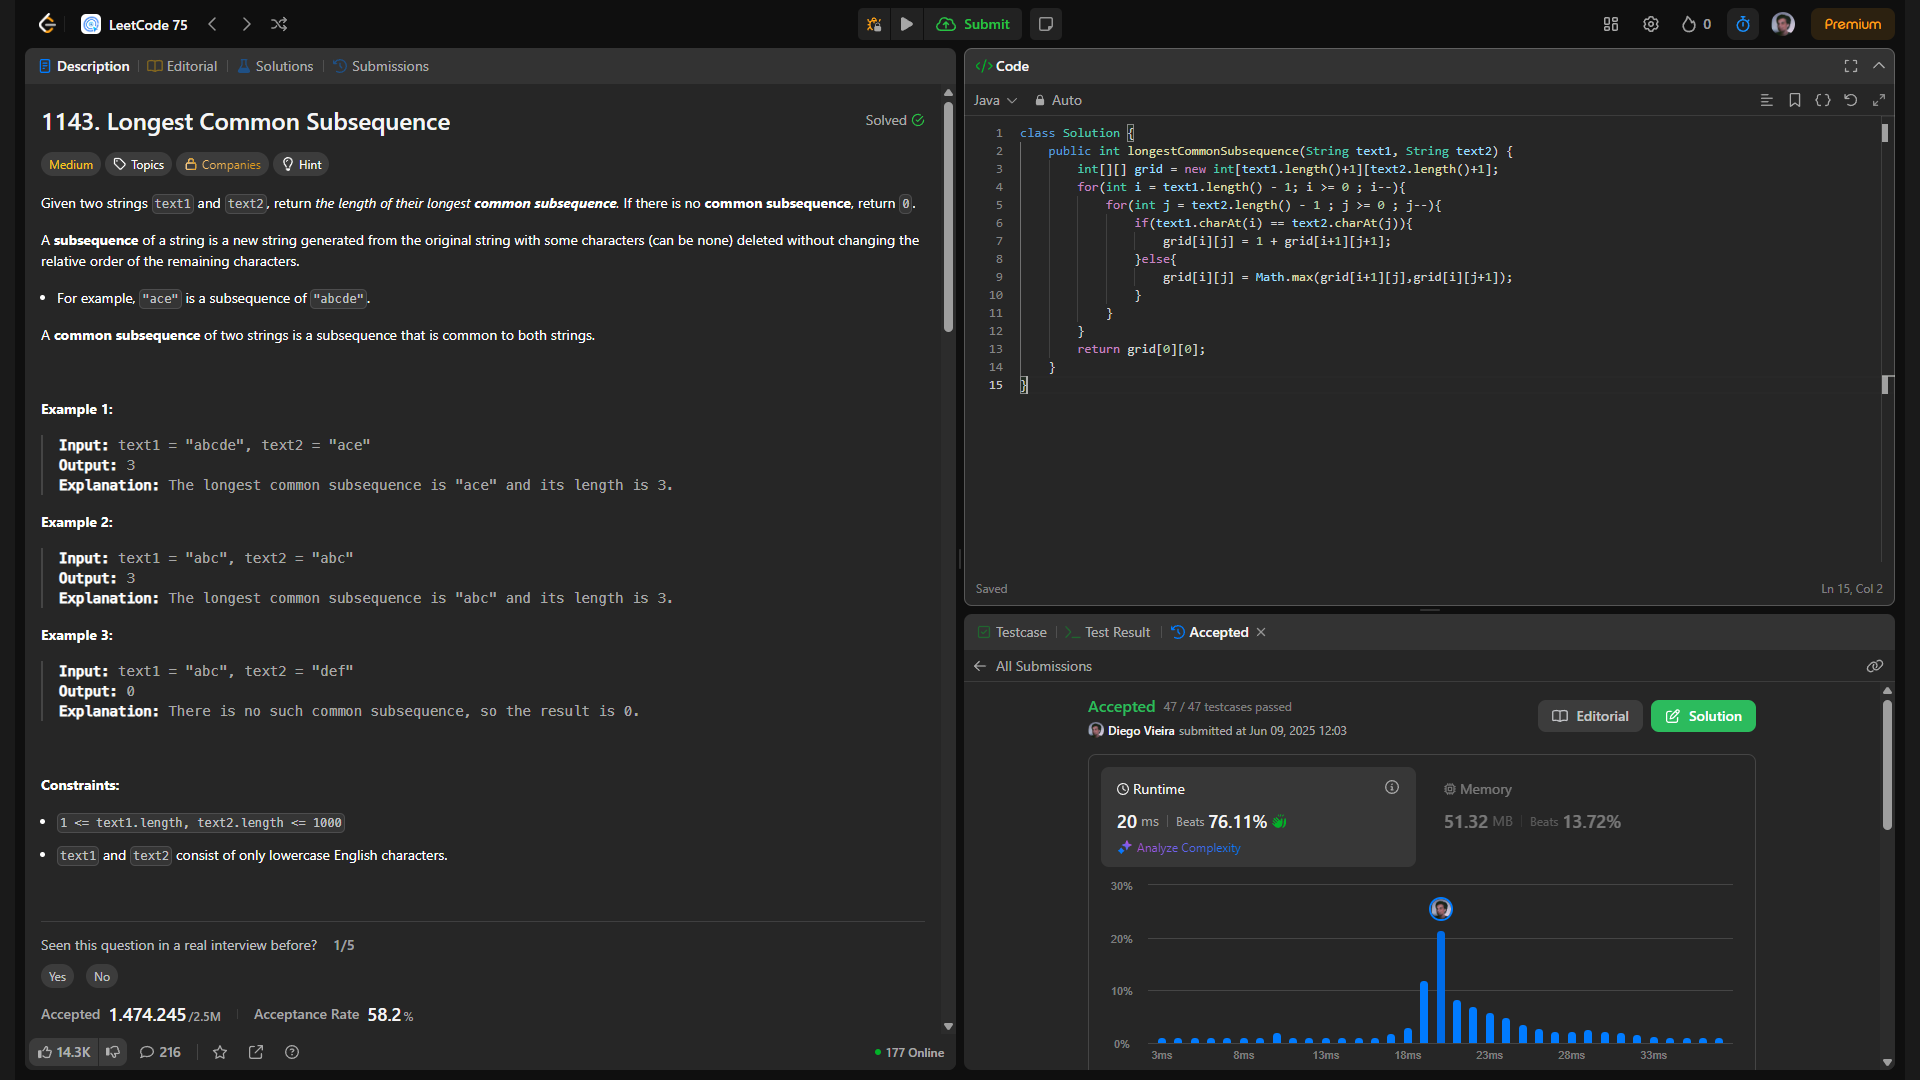 LeetCode 75
Submit
0
Premium
Description
Editorial
Solutions
Submissions
1143. Longest Common Subsequence
Solved
Medium
Topics
Companies
Hint
Given two strings text1 and text2, return the length of their longest common subsequence. If there is no common subsequence, return 0.
A subsequence of a string is a new string generated from the original string with some characters (can be none) deleted without changing the
relative order of the remaining characters.
• For example, "ace" is a subsequence of "abcde".
A common subsequence of two strings is a subsequence that is common to both strings.
Example 1:
Input: text1 = "abcde", text2 = "ace"
Output: 3
Explanation: The longest common subsequence is "ace" and its length is 3.
Example 2:
Input: text1 = "abc", text2 = "abc"
Output: 3
Explanation: The longest common subsequence is "abc" and its length is 3.
Example 3:
Input: text1 = "abc", text2 = "def"
Output: 0
Explanation: There is no such common subsequence, so the result is 0.
Constraints:
• 1 <= text1.length, text2.length <= 1000
• text1 and text2 consist of only lowercase English characters.
Seen this question in a real interview before? 1/5
Yes
No
Accepted 1.474.245/2.5M
Acceptance Rate 58.2%
14.3K
216
177 Online
</> Code
Java
Auto
1 class Solution {
2 public int longestCommonSubsequence(String text1, String text2) {
3 int[][] grid = new int[text1.length()+1][text2.length()+1];
4 for(int i = text1.length() - 1; i >= 0 ; i--){
5 for(int j = text2.length() - 1 ; j >= 0 ; j--){
6 if(text1.charAt(i) == text2.charAt(j)){
7 grid[i][j] = 1 + grid[i+1][j+1];
8 }else{
9 grid[i][j] = Math.max(grid[i+1][j],grid[i][j+1]);
10 }
11 }
12 }
13 return grid[0][0];
14 }
15 }
Saved
Ln 15, Col 2
Testcase
Test Result
Accepted
All Submissions
Accepted 47 / 47 testcases passed
Diego Vieira submitted at Jun 09, 2025 12:03
Editorial
Solution
Runtime
20 ms
Beats 76.11%
Analyze Complexity
Memory
51.32 MB
Beats 13.72%
30%
20%
10%
0%
3ms
8ms
13ms
18ms
23ms
28ms
33ms